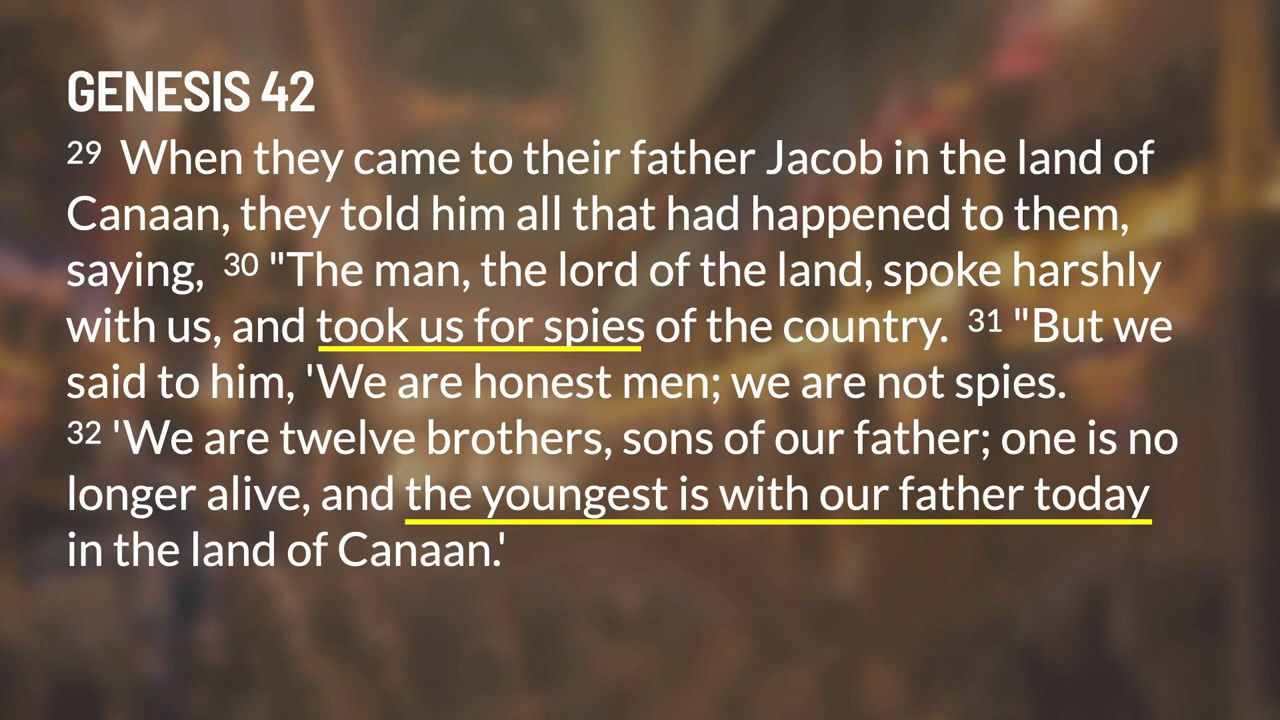 GENESIS 42
29 When they came to their father Jacob in the land of
Canaan, they told him all that had happened to them,
saying, 30 "The man, the lord of the land, spoke harshly
with us, and took us for spies of the country. 31 "But we
said to him, 'We are honest men; we are not spies.
32 'We are twelve brothers, sons of our father; one is no
longer alive, and the youngest is with our father today
in the land of Canaan.'